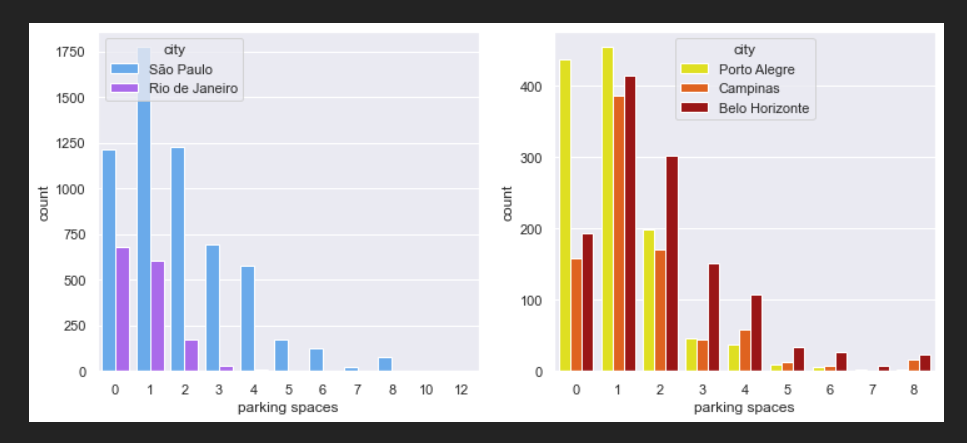 city
São Paulo
Rio de Janeiro
count
1750
1500
1250
1000
750
500
250
0
0 1 2 3 4 5 6 7 8 10 12
parking spaces
city
Porto Alegre
Campinas
Belo Horizonte
count
400
300
200
100
0
0 1 2 3 4 5 6 7 8
parking spaces